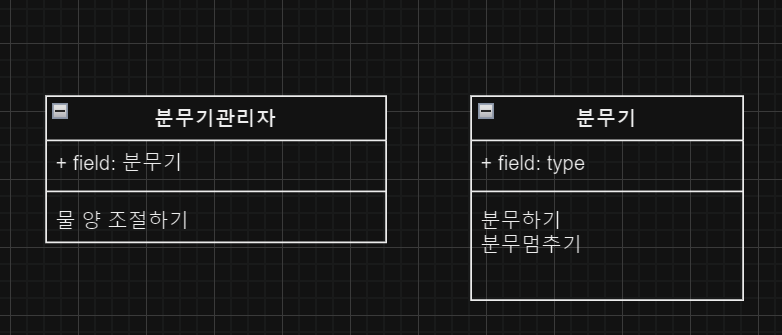 분무기관리자
+ field: 분무기
물 양 조절하기
분무기
+ field: type
분무하기
분무멈추기